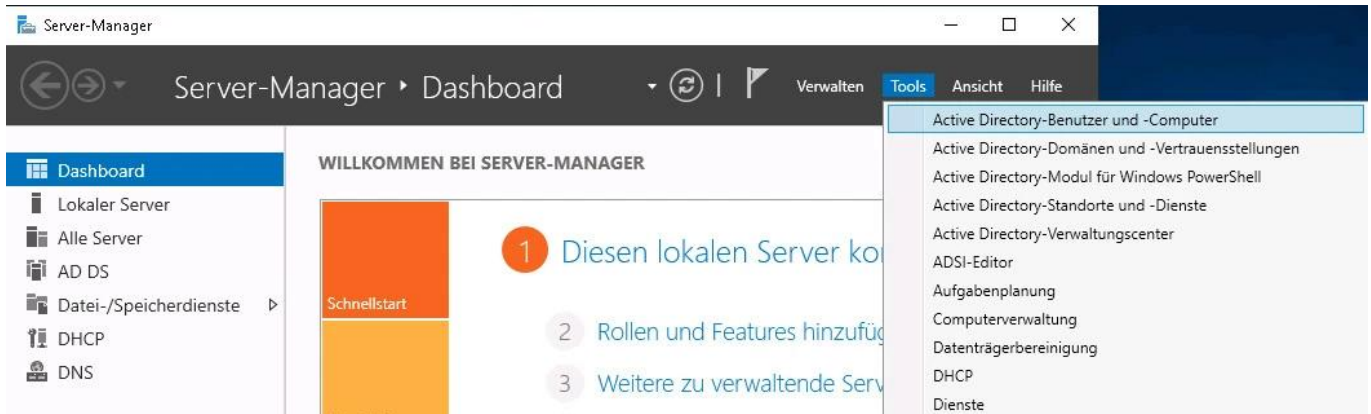 Server-Manager
Server-Manager Dashboard
Verwalten Tools Ansicht Hilfe
Dashboard
Lokaler Server
Alle Server
AD DS
Datei-/Speicherdienste
DHCP
DNS
WILLKOMMEN BEI SERVER-MANAGER
Schnellstart
1 Diesen lokalen Server
2 Rollen und Features
3 Weitere zu verwaltende
Active Directory-Benutzer und -Computer
Active Directory-Domänen und -Vertrauensstellungen
Active Directory-Modul für Windows PowerShell
Active Directory-Standorte und -Dienste
Active Directory-Verwaltungscenter
ADSI-Editor
Aufgabenplanung
Computerverwaltung
Datenträgerbereinigung
DHCP
Dienste